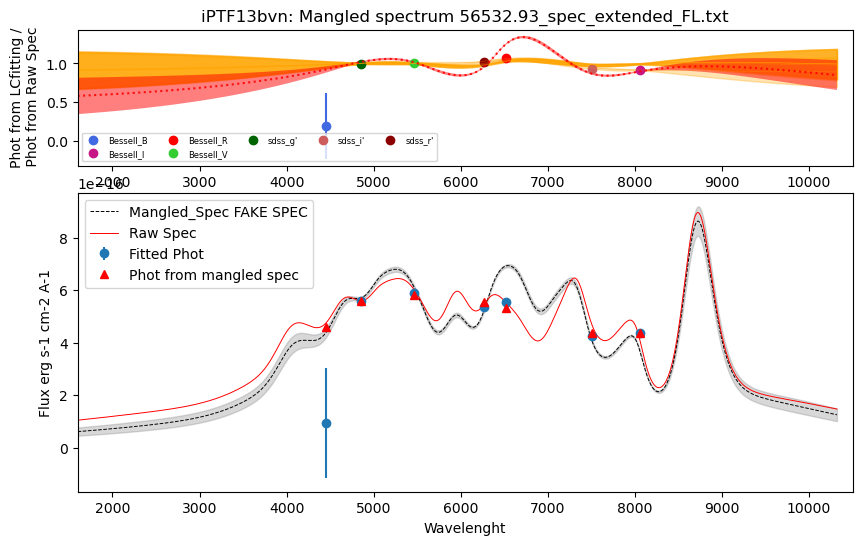 iPTF13bvn: Mangled spectrum 56532.93_spec_extended_FL.txt
Phot from LCfitting /
Phot from Raw Spec
1.0
0.5
0.0
Bessell_B
Bessell_R
sdss_g'
sdss_i'
sdss_r'
Bessell_I
Bessell_V
2000 3000 4000 5000 6000 7000 8000 9000 10000
1e−16
Mangled_Spec FAKE SPEC
Raw Spec
Fitted Phot
Phot from mangled spec
Flux erg s-1 cm-2 A-1
8
6
4
2
0
2000 3000 4000 5000 6000 7000 8000 9000 10000
Wavelenght